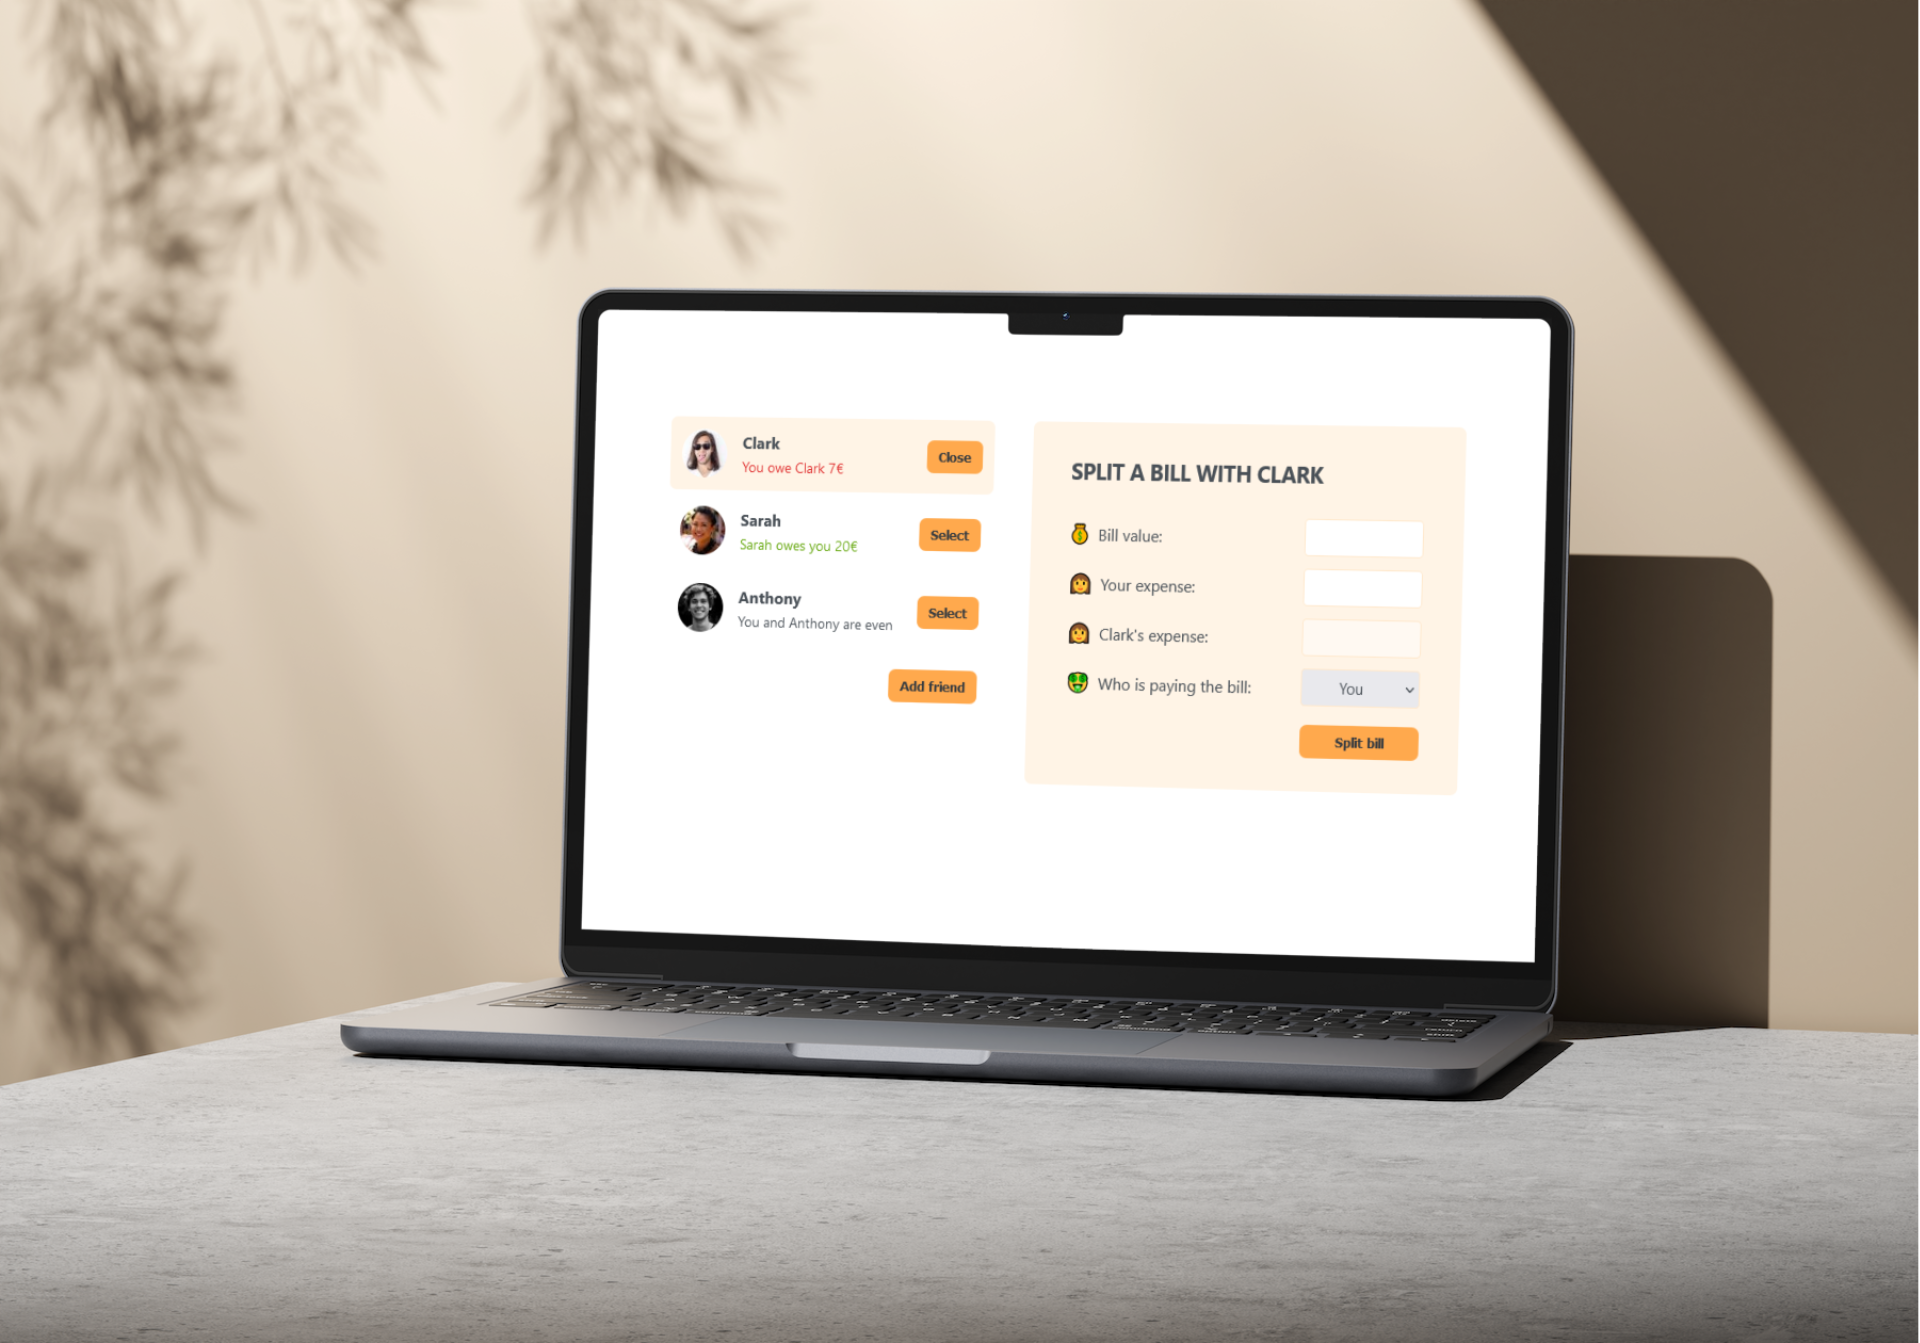 Clark
You owe Clark 7€
Close
Sarah
Sarah owes you 20€
Select
Anthony
You and Anthony are even
Select
Add friend
SPLIT A BILL WITH CLARK
Bill value:
Your expense:
Clark's expense:
Who is paying the bill:
You
Split bill